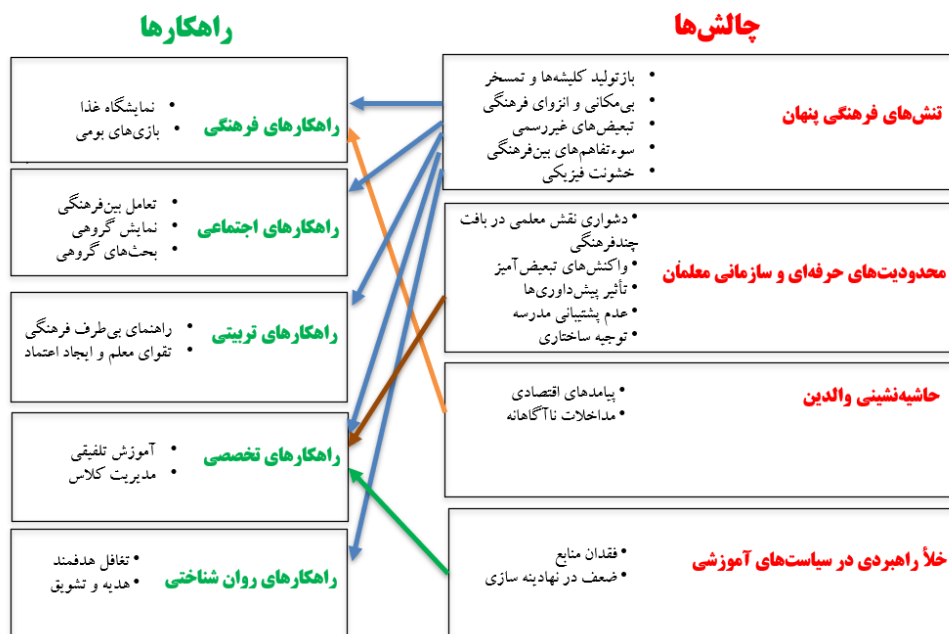 چالش‌ها
تنش‌های فرهنگی پنهان
• بازتولید کلیشه‌ها و تمسخر
• بی‌مکانی و انزوای فرهنگی
• تبعیض‌های غیررسمی
• سوءتفاهم‌های بین‌فرهنگی
• خشونت فیزیکی
محدودیت‌های حرفه‌ای و سازمانی معلمان
• دشواری نقش معلمی در بافت
چندفرهنگی
• واکنش‌های تبعیض‌آمیز
• تأثیر پیش‌داوری‌ها
• عدم پشتیبانی مدرسه
• توجیه ساختاری
حاشیه‌نشینی والدین
• پیامدهای اقتصادی
• مداخلات ناآگاهانه
خلأ راهبردی در سیاست‌های آموزشی
• فقدان منابع
• ضعف در نهادینه سازی
راهکارها
راهکارهای فرهنگی
• نمایشگاه غذا
• بازی‌های بومی
راهکارهای اجتماعی
• تعامل بین‌فرهنگی
• نمایش گروهی
• بحث‌های گروهی
راهکارهای تربیتی
• راهنمای بی‌طرف فرهنگی
• تقوای معلم و ایجاد اعتماد
راهکارهای تخصصی
• آموزش تلفیقی
• مدیریت کلاس
راهکارهای روان شناختی
• تغافل هدفمند
• هدیه و تشویق